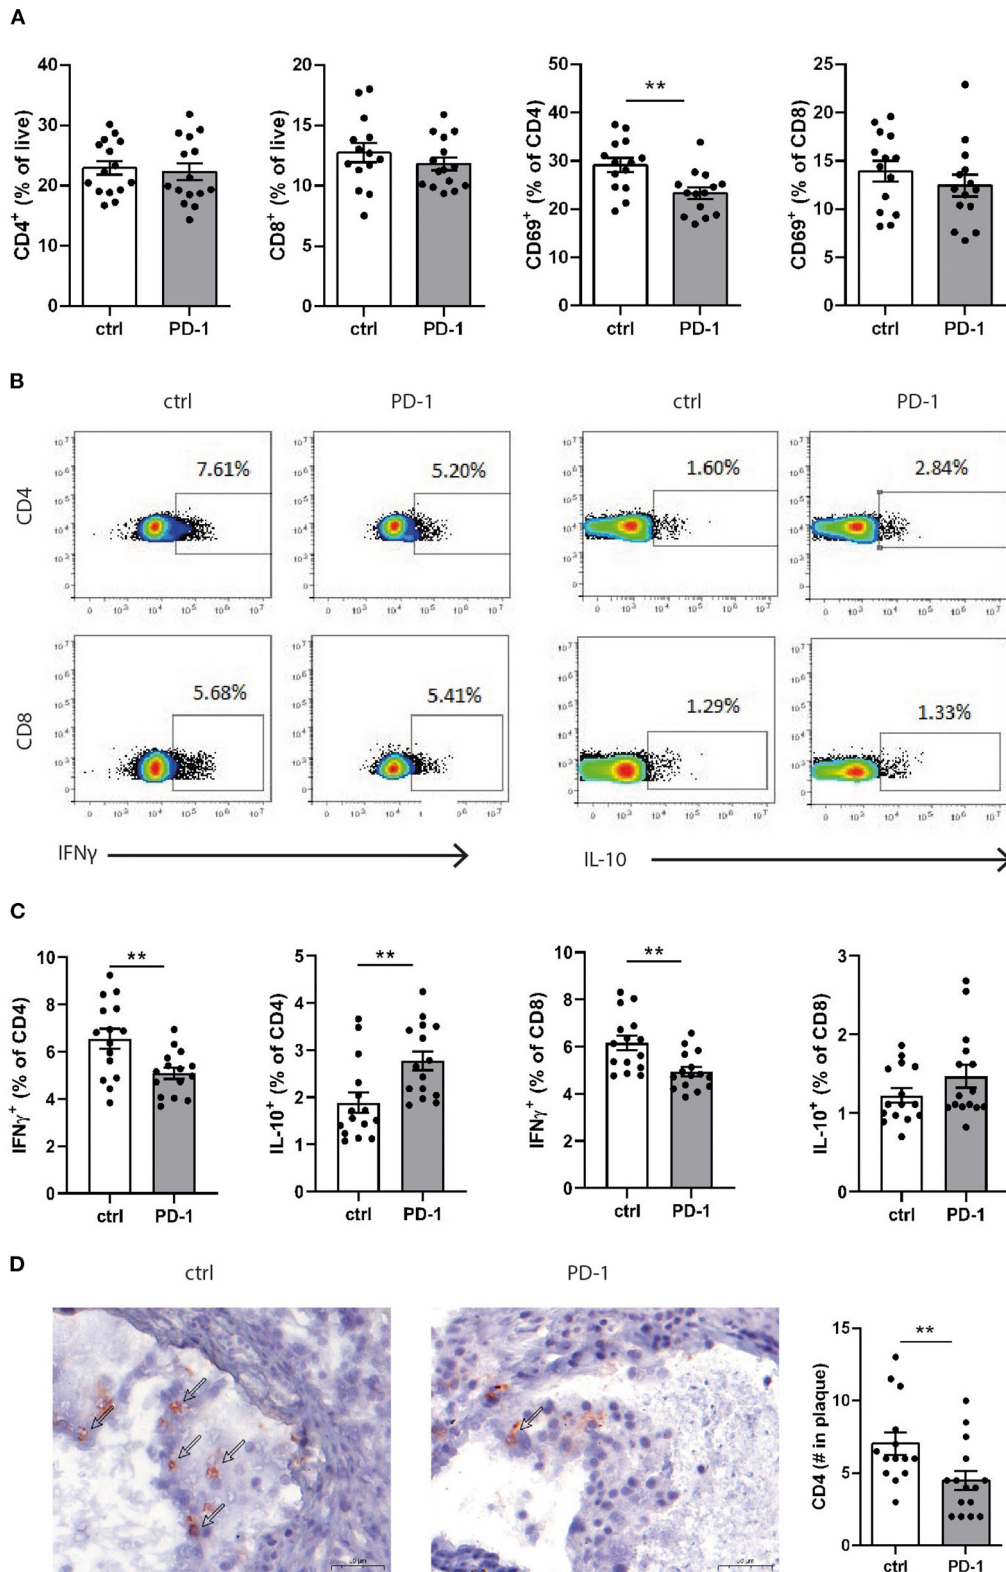 A
CD4+ (% of live)
40
30
20
10
0
ctrl PD-1
CD8+ (% of live)
20
15
10
5
0
ctrl PD-1
CD69+ (% of CD4)
50
40
30
20
10
0
**
ctrl PD-1
CD69+ (% of CD8)
25
20
15
10
5
0
ctrl PD-1
B
ctrl PD-1 ctrl PD-1
CD4
7.61% 5.20% 1.60% 2.84%
CD8
5.68% 5.41% 1.29% 1.33%
IFNγ
IL-10
C
IFNγ+ (% of CD4)
10
8
6
4
2
0
**
ctrl PD-1
IL-10+ (% of CD4)
5
4
3
2
1
0
**
ctrl PD-1
IFNγ+ (% of CD8)
10
8
6
4
2
0
**
ctrl PD-1
IL-10+ (% of CD8)
3
2
1
0
ctrl PD-1
D
ctrl PD-1
CD4 (# in plaque)
15
10
5
0
**
ctrl PD-1